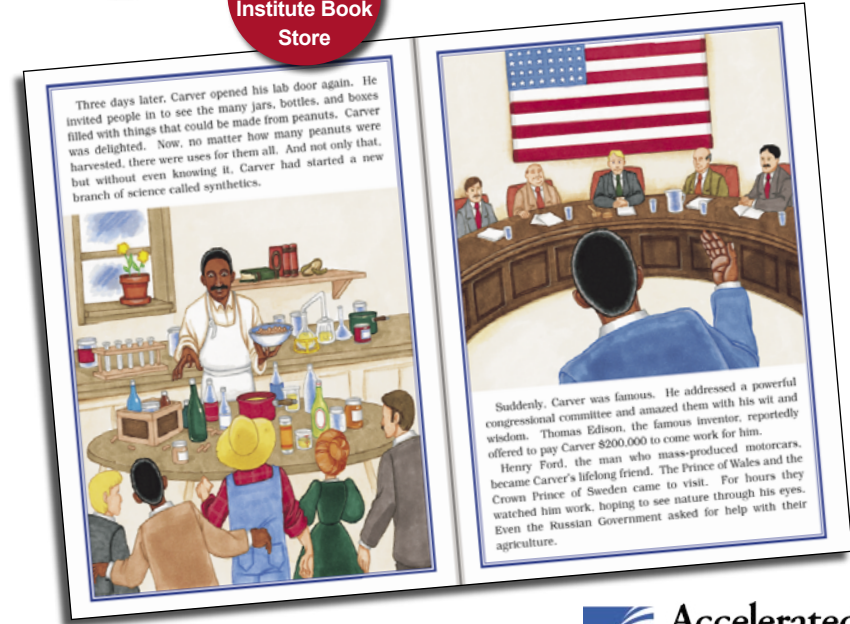 Institute Book
Store
Three days later, Carver opened his lab door again. He
invited people in to see the many jars, bottles, and boxes
filled with things that could be made from peanuts. Carver
was delighted. Now, no matter how many peanuts were
harvested, there were uses for them all. And not only that,
but without even knowing it, Carver had started a new
branch of science called synthetics.
Suddenly, Carver was famous. He addressed a powerful
congressional committee and amazed them with his wit and
wisdom. Thomas Edison, the famous inventor, reportedly
offered to pay Carver $200,000 to come work for him.
Henry Ford, the man who mass-produced motorcars,
became Carver's lifelong friend. The Prince of Wales and the
Crown Prince of Sweden came to visit. For hours they
watched him work, hoping to see nature through his eyes.
Even the Russian Government asked for help with their
agriculture.
Accelerated